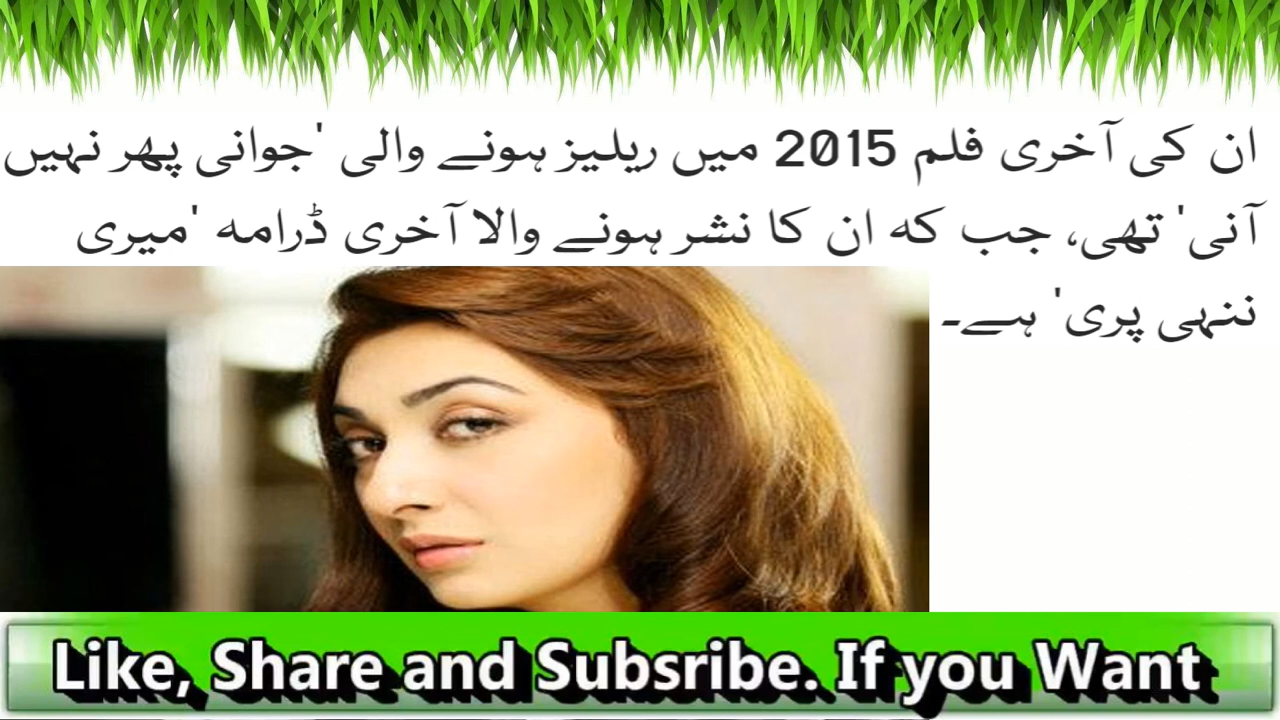 ان کی آخری فلم 2015 میں ریلیز ہونے والی 'جوانی پھر نہیں
آنی' تھی، جب کہ ان کا نشر ہونے والا آخری ڈرامہ 'میری
ننھی پری' ہے۔
Like, Share and Subsribe. If you Want